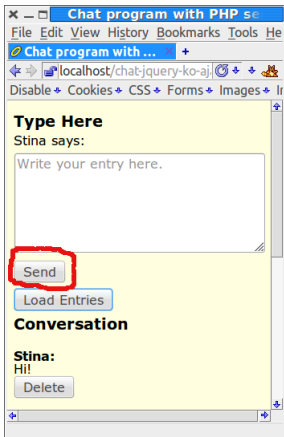 Chat program with PHP se
File Edit View History Bookmarks Tools He
Chat program with ...
localhost/chat-jquery-ko-aj.
Disable Cookies CSS Forms Images
Type Here
Stina says:
Write your entry here.
Send
Load Entries
Conversation
Stina:
Hi!
Delete